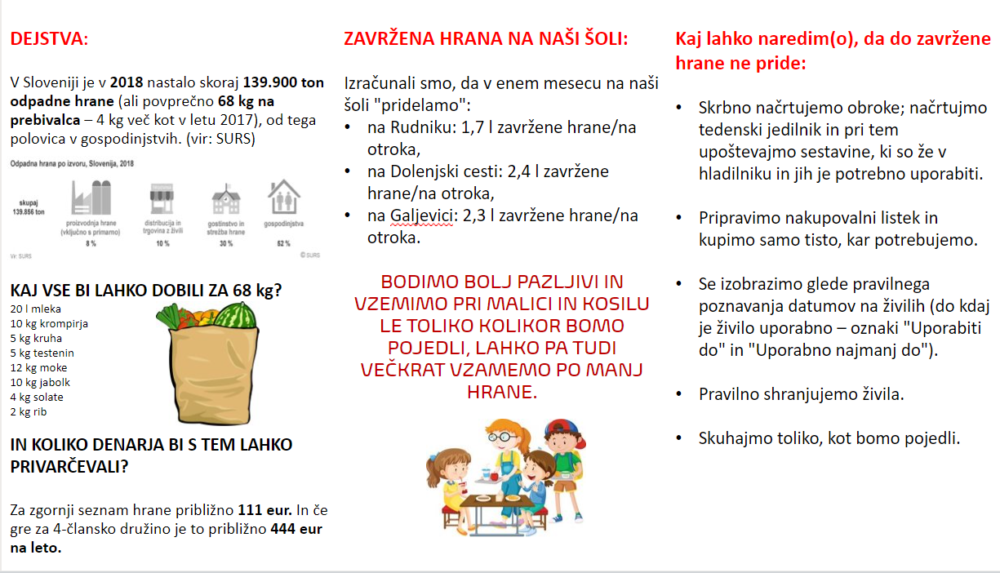 DEJSTVA:
V Sloveniji je v 2018 nastalo skoraj 139.900 ton
odpadne hrane (ali povprečno 68 kg na
prebivalca – 4 kg več kot v letu 2017), od tega
polovica v gospodinjstvih. (vir: SURS)
Odpadna hrana po izvoru, Slovenija, 2018
skupaj
139.856 ton
proizvodnja hrane
(vključno s primarno)
8 %
distribucija in
trgovina z živili
10 %
gostinstvo in
strežba hrane
30 %
gospodinjstva
52 %
Vir: SURS
© SURS
KAJ VSE BI LAHKO DOBILI ZA 68 kg?
20 l mleka
10 kg krompirja
5 kg kruha
5 kg testenin
12 kg moke
10 kg jabolk
4 kg solate
2 kg rib
IN KOLIKO DENARJA BI S TEM LAHKO
PRIVARČEVALI?
Za zgornji seznam hrane približno 111 eur. In če
gre za 4-člansko družino je to približno 444 eur
na leto.
ZAVRŽENA HRANA NA NAŠI ŠOLI:
Izračunali smo, da v enem mesecu na naši
šoli "pridelamo":
• na Rudniku: 1,7 l zavržene hrane/na
otroka,
• na Dolenjski cesti: 2,4 l zavržene
hrane/na otroka,
• na Galjevici: 2,3 l zavržene hrane/na
otroka.
BODIMO BOLJ PAZLJIVI IN
VZEMIMO PRI MALICI IN KOSILU
LE TOLIKO KOLIKOR BOMO
POJEDLI, LAHKO PA TUDI
VEČKRAT VZAMEMO PO MANJ
HRANE.
Kaj lahko naredim(o), da do zavržene
hrane ne pride:
• Skrbno načrtujemo obroke; načrtujmo
tedenski jedilnik in pri tem
upoštevajmo sestavine, ki so že v
hladilniku in jih je potrebno uporabiti.
• Pripravimo nakupovalni listek in
kupimo samo tisto, kar potrebujemo.
• Se izobrazimo glede pravilnega
poznavanja datumov na živilih (do kdaj
je živilo uporabno – oznaki "Uporabiti
do" in "Uporabno najmanj do").
• Pravilno shranjujemo živila.
• Skuhajmo toliko, kot bomo pojedli.